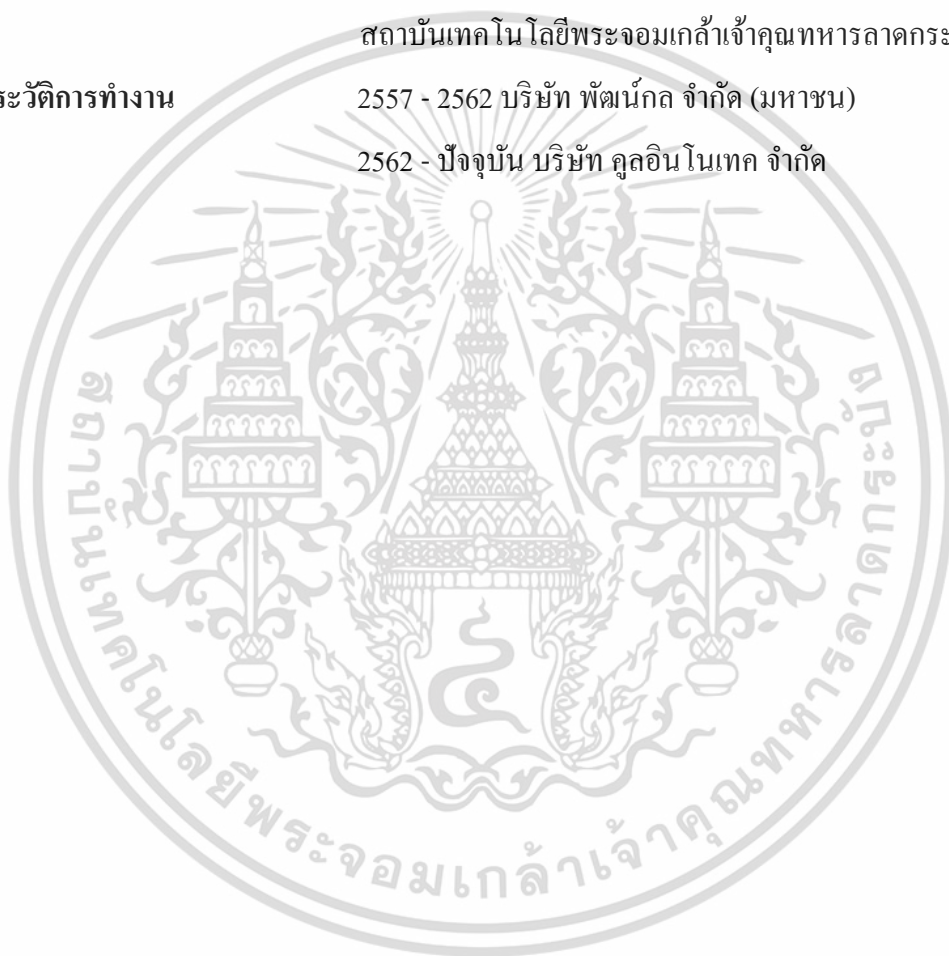 สถาบันเทคโนโลยีพระจอมเกล้าเจ้าคุณทหารลาดกระ
ระวัติการทำงาน 2557 - 2562 บริษัท พัฒน์กล จำกัด (มหาชน)
2562 - ปัจจุบัน บริษัท คูลอินโนเทค จำกัด
สถาบันเทคโนโลยีพระจอมเกล้าเจ้าคุณทหารลาดกระบัง
๔